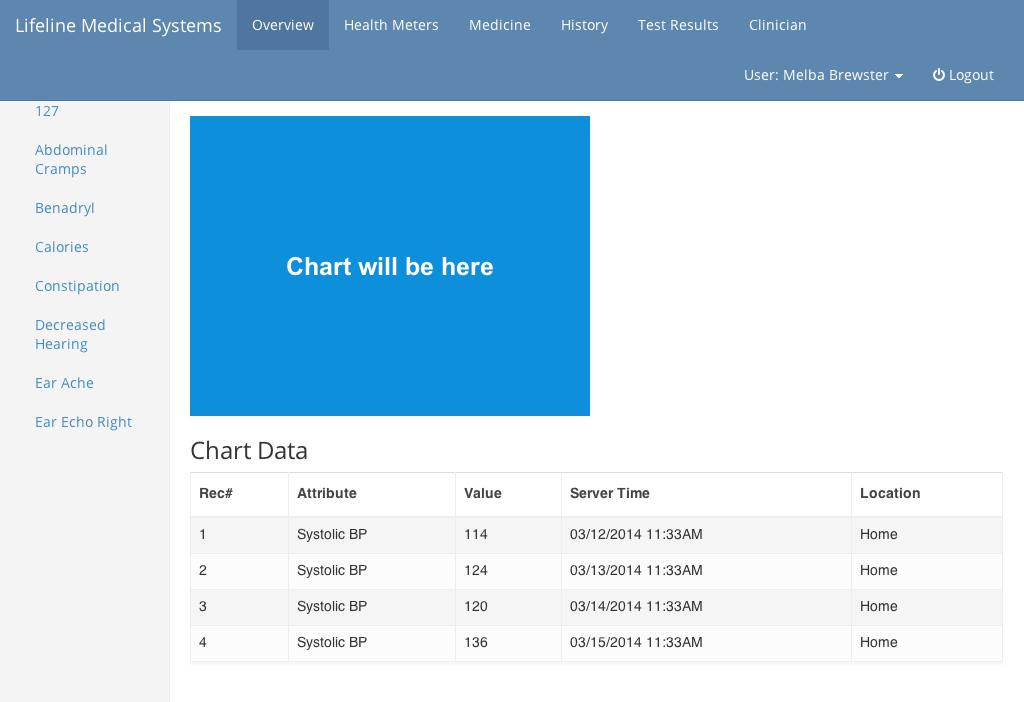 Lifeline Medical Systems Overview Health Meters Medicine History Test Results Clinician
User: Melba Brewster Logout
127
Abdominal
Cramps
Benadryl
Calories
Constipation
Decreased
Hearing
Ear Ache
Ear Echo Right
Chart will be here
Chart Data
Rec# Attribute Value Server Time Location
1 Systolic BP 114 03/12/2014 11:33AM Home
2 Systolic BP 124 03/13/2014 11:33AM Home
3 Systolic BP 120 03/14/2014 11:33AM Home
4 Systolic BP 136 03/15/2014 11:33AM Home